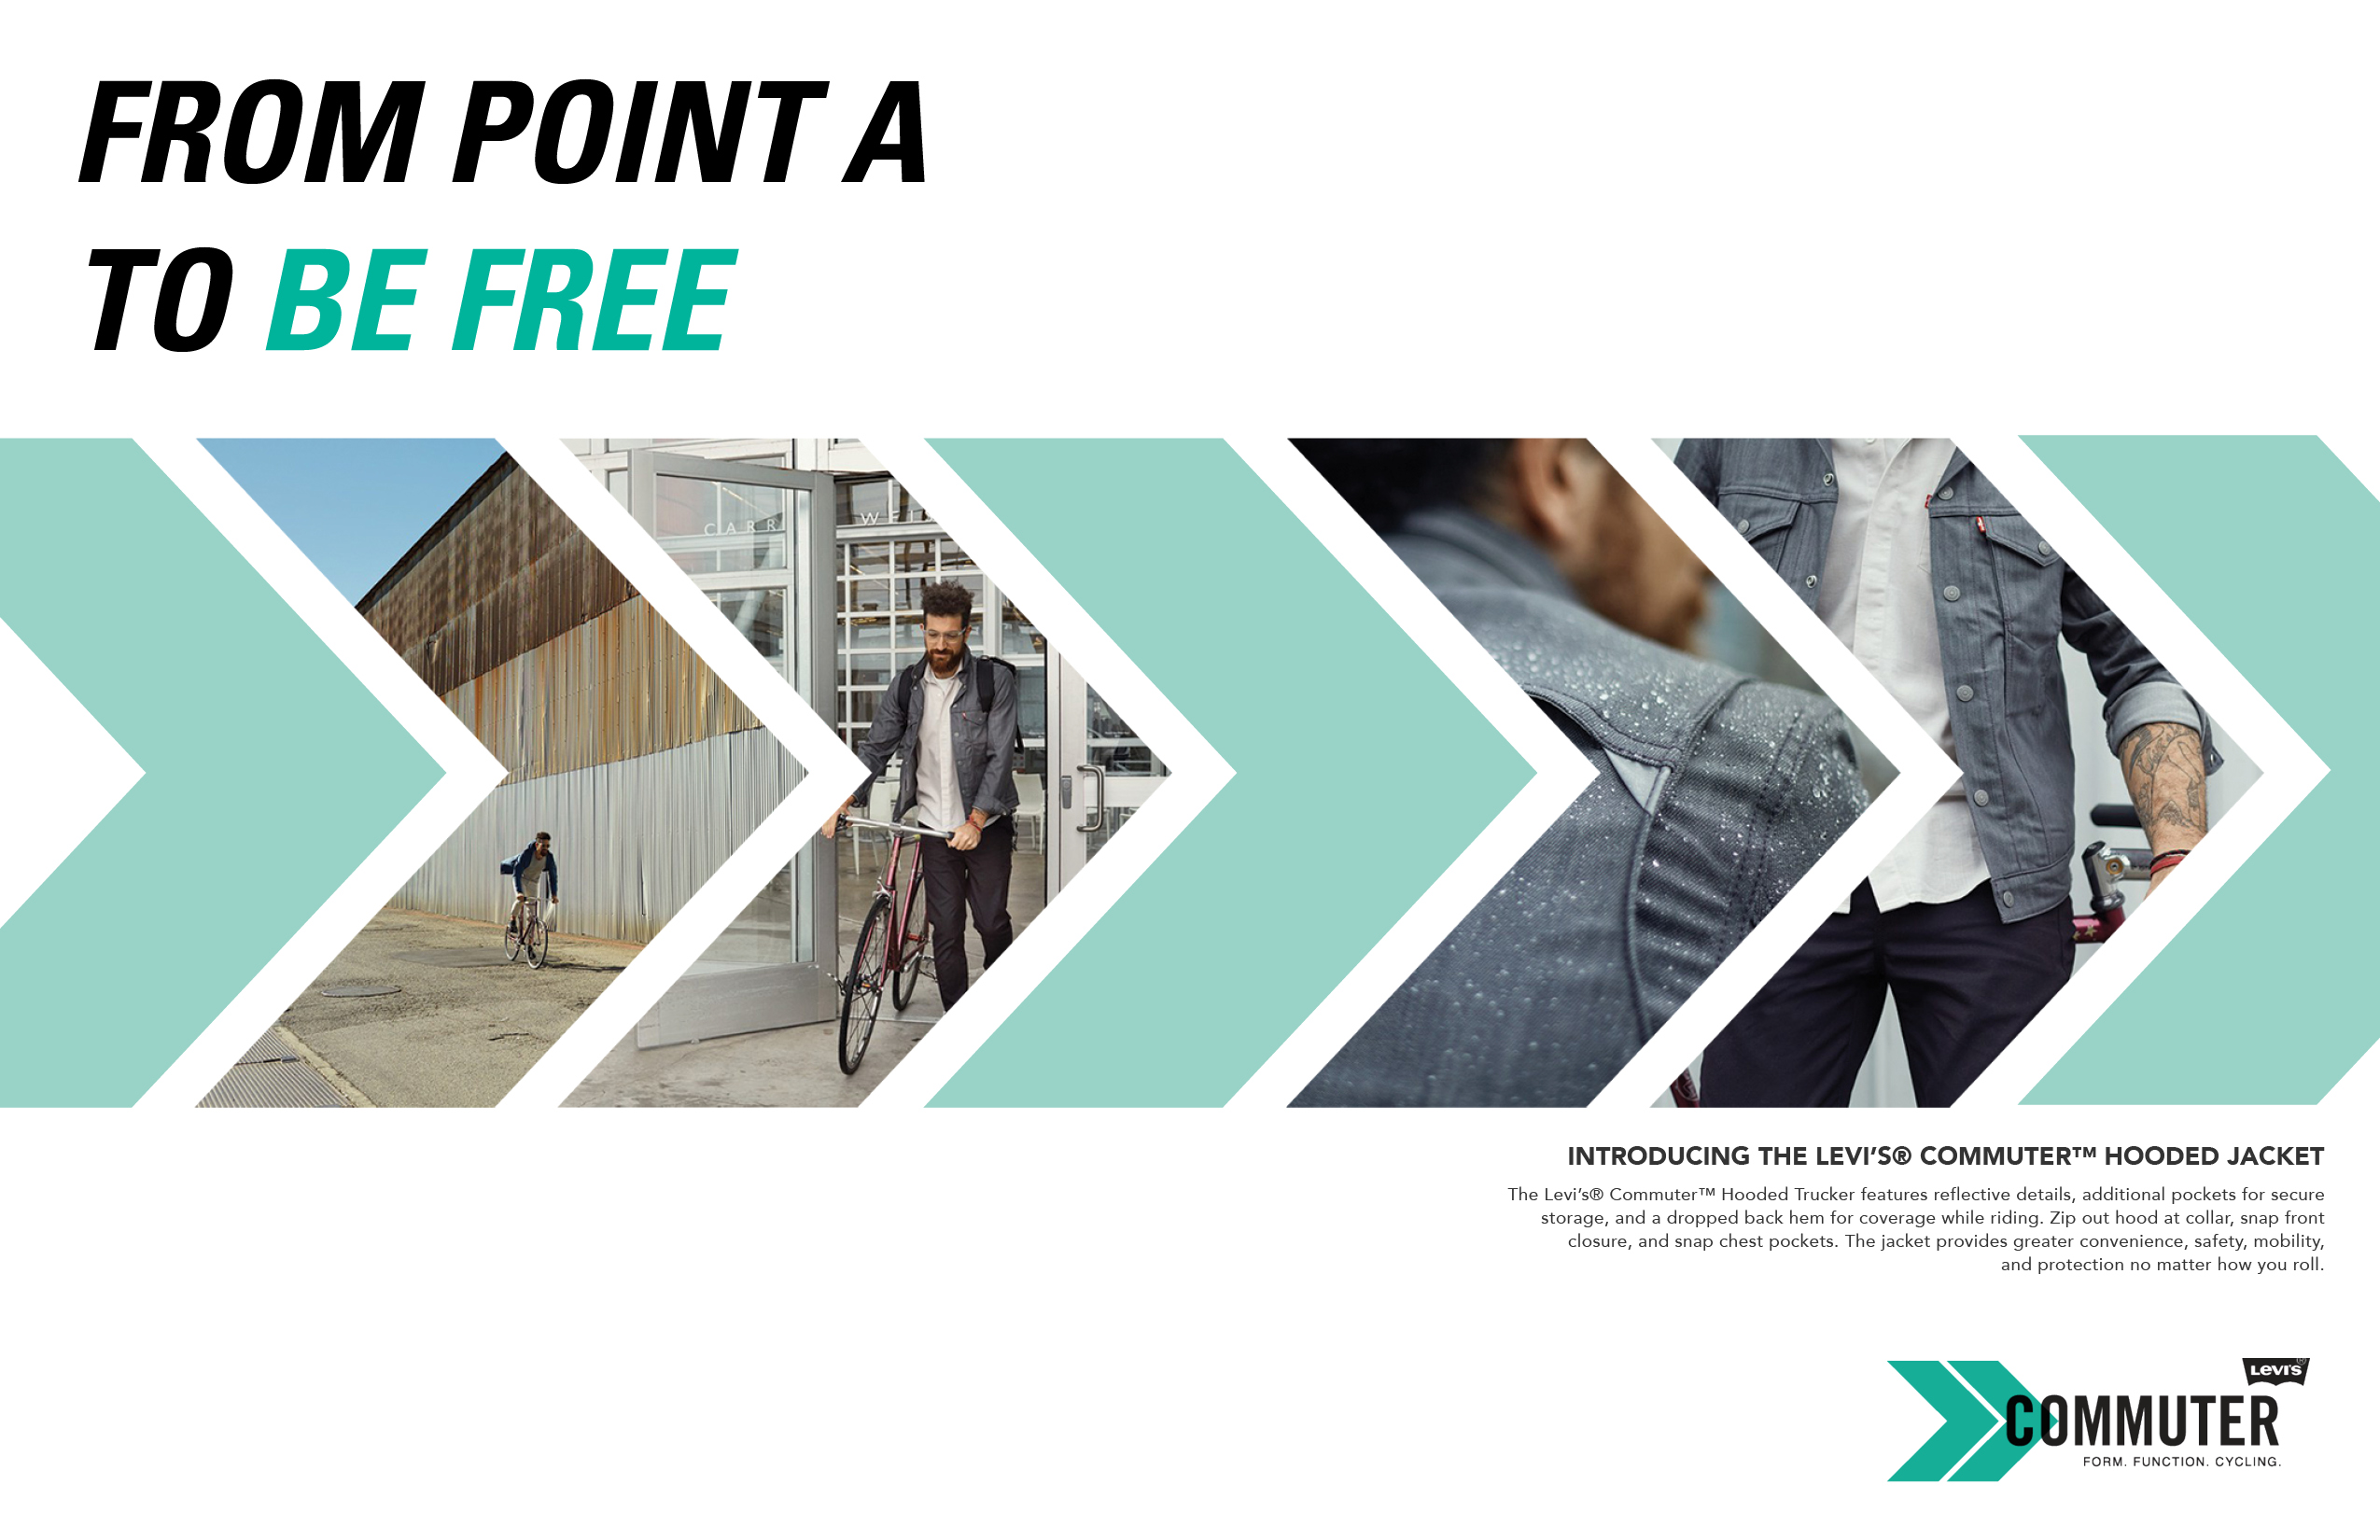 FROM POINT A
TO BE FREE
CARR
INTRODUCING THE LEVI'S® COMMUTER™ HOODED JACKET
The Levi's® Commuter™ Hooded Trucker features reflective details, additional pockets for secure
storage, and a dropped back hem for coverage while riding. Zip out hood at collar, snap front
closure, and snap chest pockets. The jacket provides greater convenience, safety, mobility,
and protection no matter how you roll.
Levi's®
COMMUTER
FORM. FUNCTION. CYCLING.